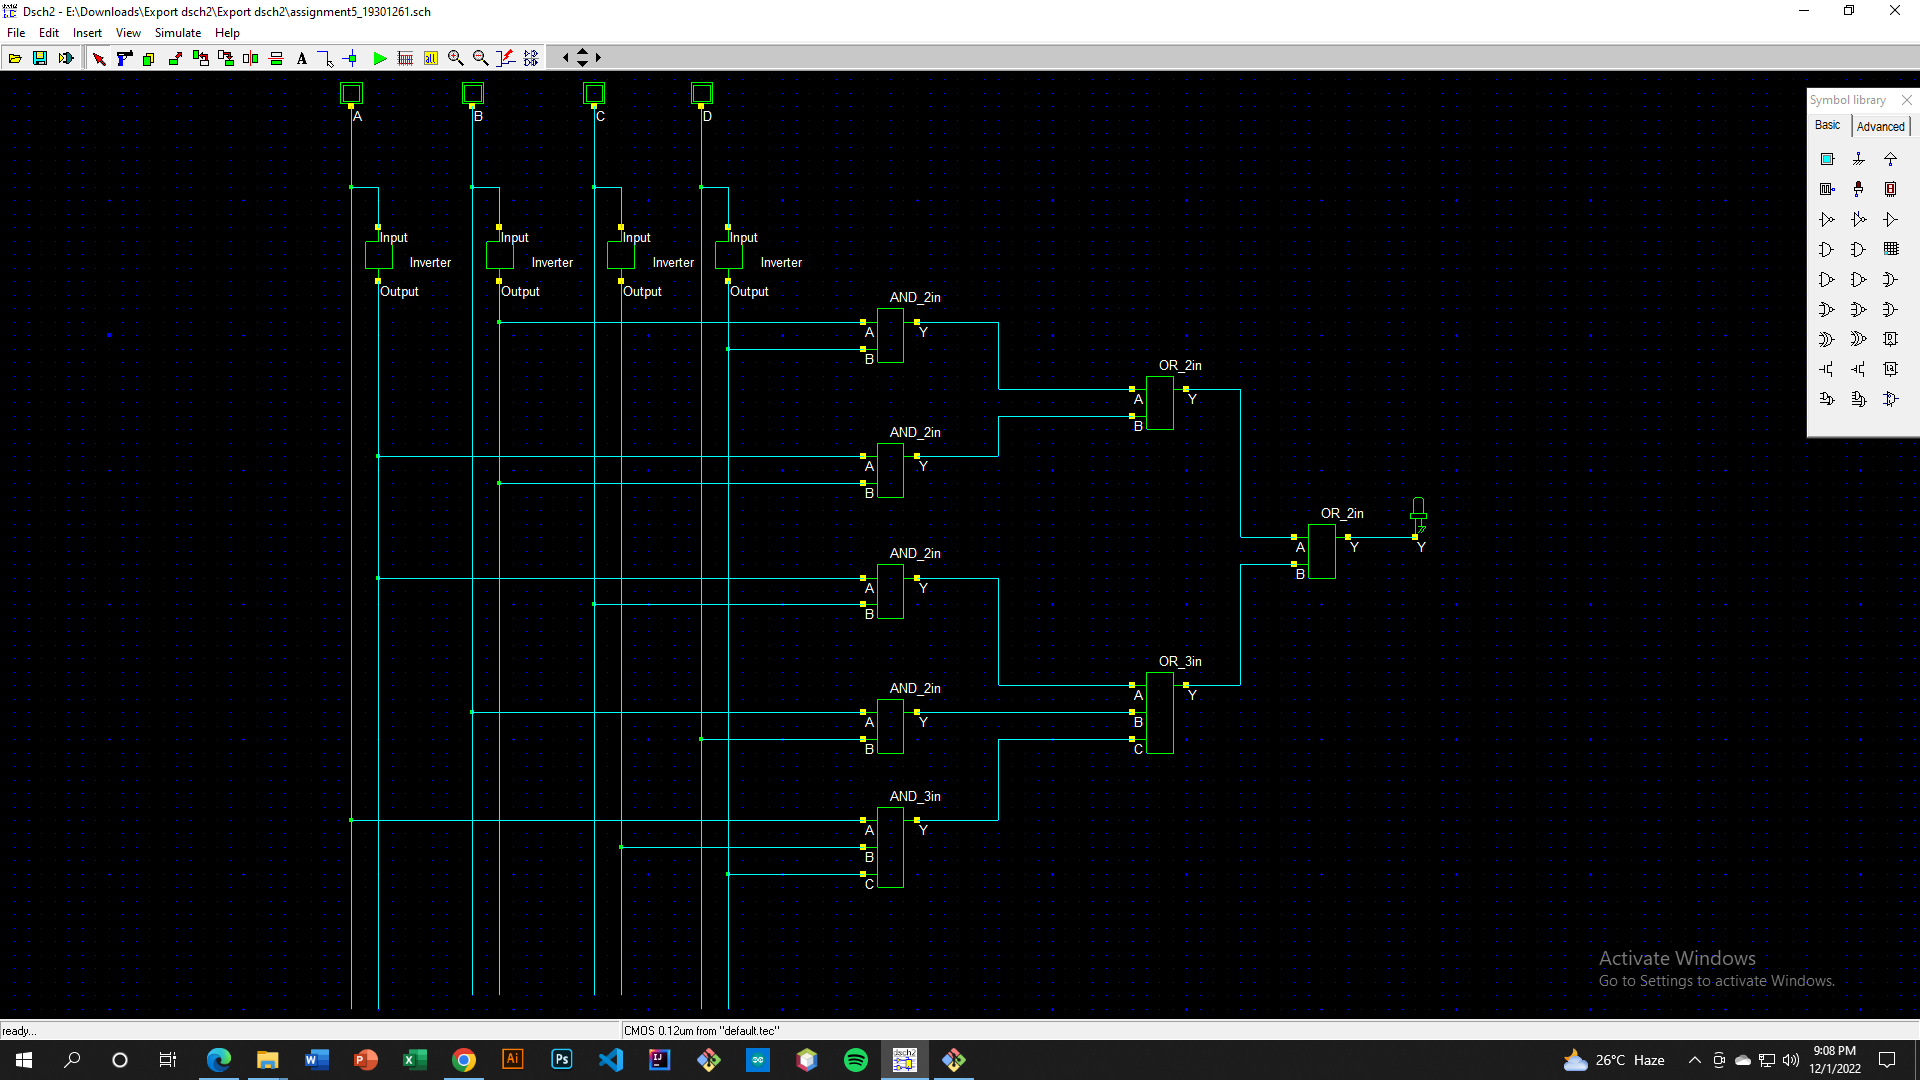 Dsch2 - E:\Downloads\Export dsch2\Export dsch2\assignment5_19301261.sch
File Edit Insert View Simulate Help
A B C D
Symbol library
Basic Advanced
Input Input Input Input
Inverter Inverter Inverter Inverter
Output Output Output Output
AND_2in
A Y
B
OR_2in
A Y
B
AND_2in
A Y
B
OR_2in
A Y Y
B
AND_2in
A Y
B
OR_3in
A Y
B
C
AND_2in
A Y
B
AND_3in
A Y
B
C
Activate Windows
Go to Settings to activate Windows.
ready...
CMOS 0.12um from "default.tec"
26°C Haze
9:08 PM
12/1/2022